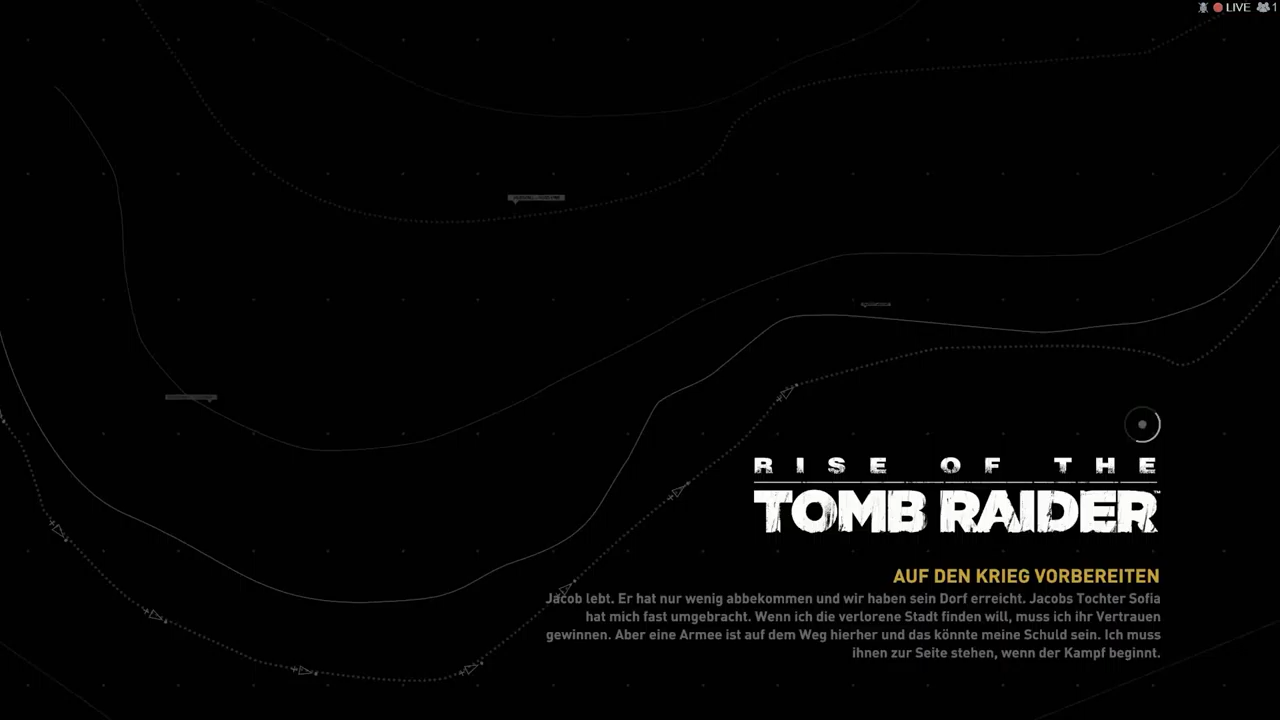 LIVE 1
RISE OF THE
TOMB RAIDER™
AUF DEN KRIEG VORBEREITEN
Jacob lebt. Er hat nur wenig abbekommen und wir haben sein Dorf erreicht. Jacobs Tochter Sofia
hat mich fast umgebracht. Wenn ich die verlorene Stadt finden will, muss ich ihr Vertrauen
gewinnen. Aber eine Armee ist auf dem Weg hierher und das könnte meine Schuld sein. Ich muss
ihnen zur Seite stehen, wenn der Kampf beginnt.